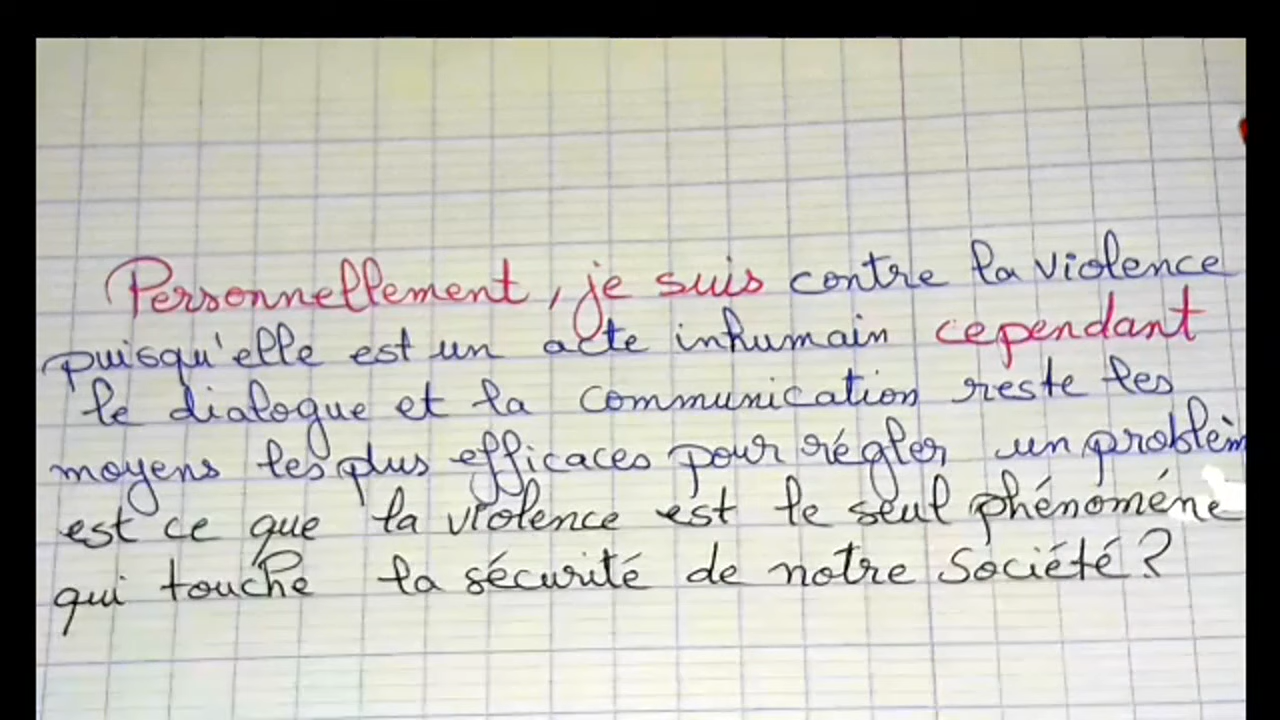 Personnellement, je suis contre la violence
puisqu'elle est un acte inhumain cependant
le dialogue et la communication reste les
moyens les plus efficaces pour régler un problèm
est ce que la violence est le seul phénoméne
qui touche la sécurité de notre Société ?